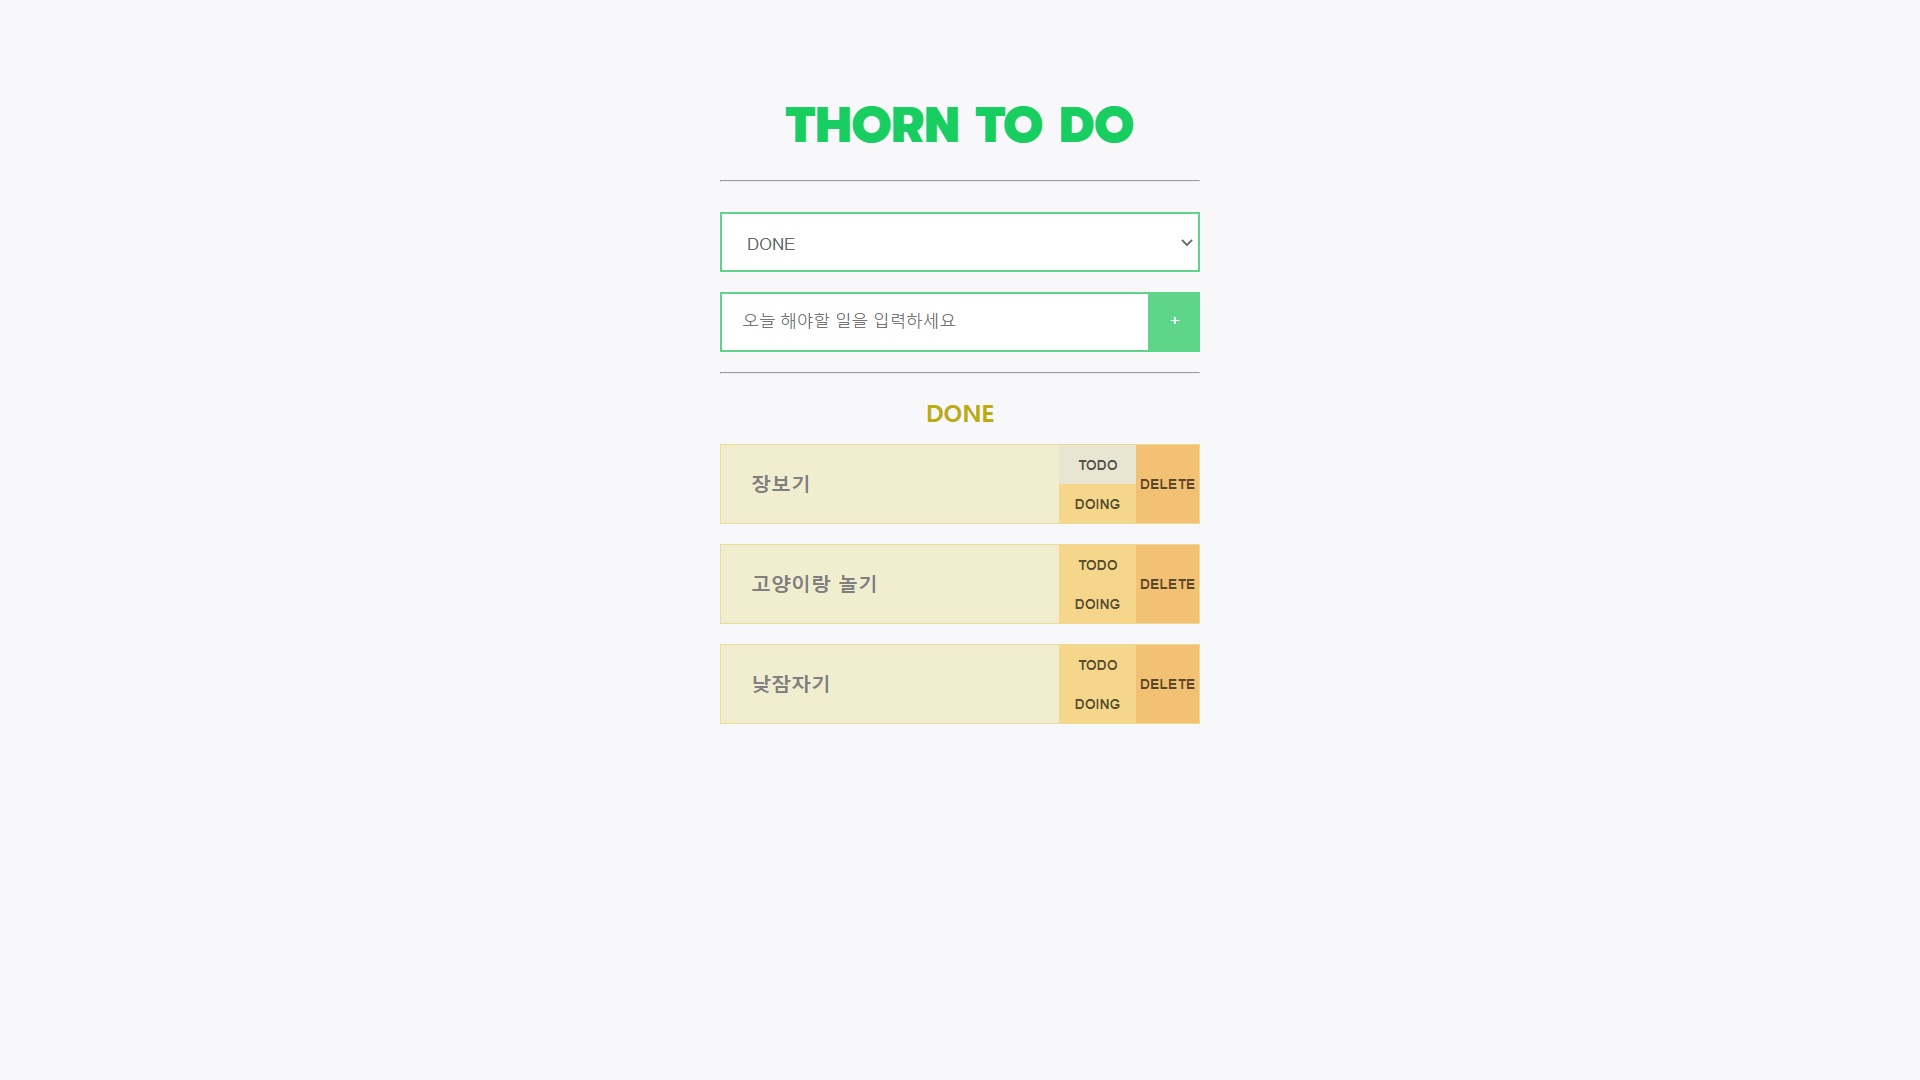 THORN TO DO
DONE
오늘 해야할 일을 입력하세요
+
DONE
장보기
TODO
DOING
DELETE
고양이랑 놀기
TODO
DOING
DELETE
낮잠자기
TODO
DOING
DELETE